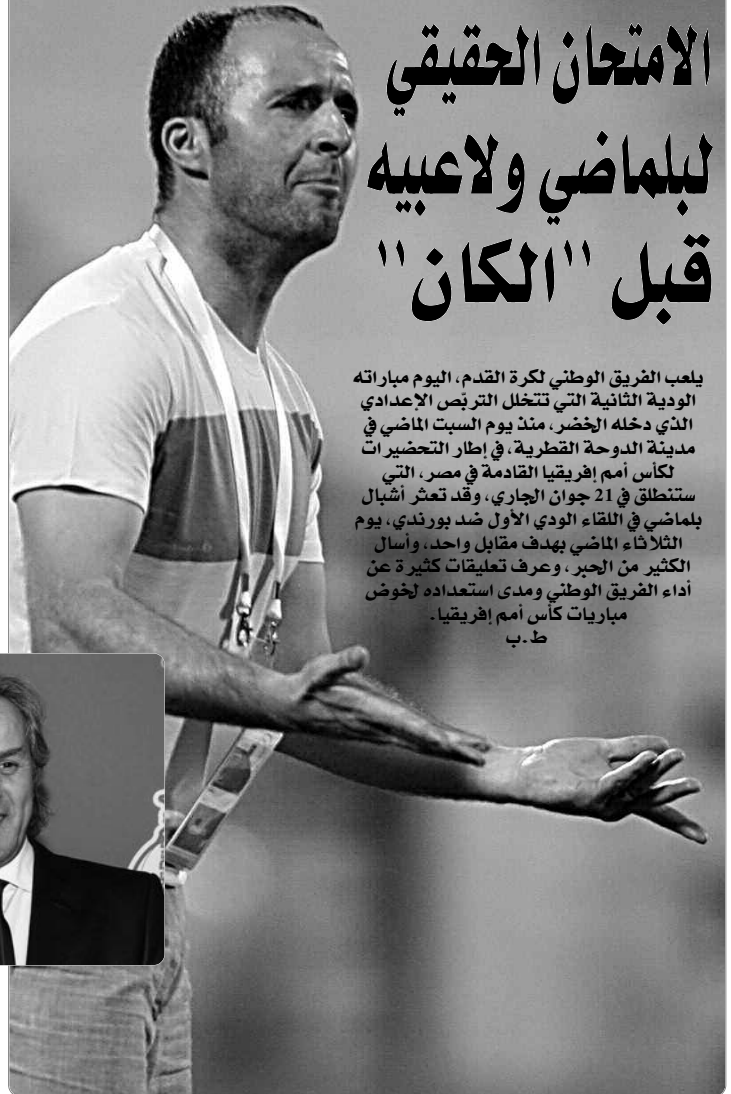 الامتحان الحقيقي
لبلماضي ولاعبيه
قبل "الكان"
يلعب الفريق الوطني لكرة القدم، اليوم مباراته
الودية الثانية التي تتخلل التربّص الإعدادي
الذي دخله الخضر، منذ يوم السبت الماضي في
مدينة الدوحة القطرية، في إطار التحضيرات
لكأس أمم إفريقيا القادمة في مصر، التي
ستنطلق في 21 جوان الجاري، وقد تعثر أشبال
بلماضي في اللقاء الودي الأول ضد بورندي، يوم
الثلاثاء الماضي بهدف مقابل واحد، وأسال
الكثير من الحبر، وعرف تعليقات كثيرة عن
أداء الفريق الوطني ومدى استعداده لخوض
مباريات كأس أمم إفريقيا.
ط.ب